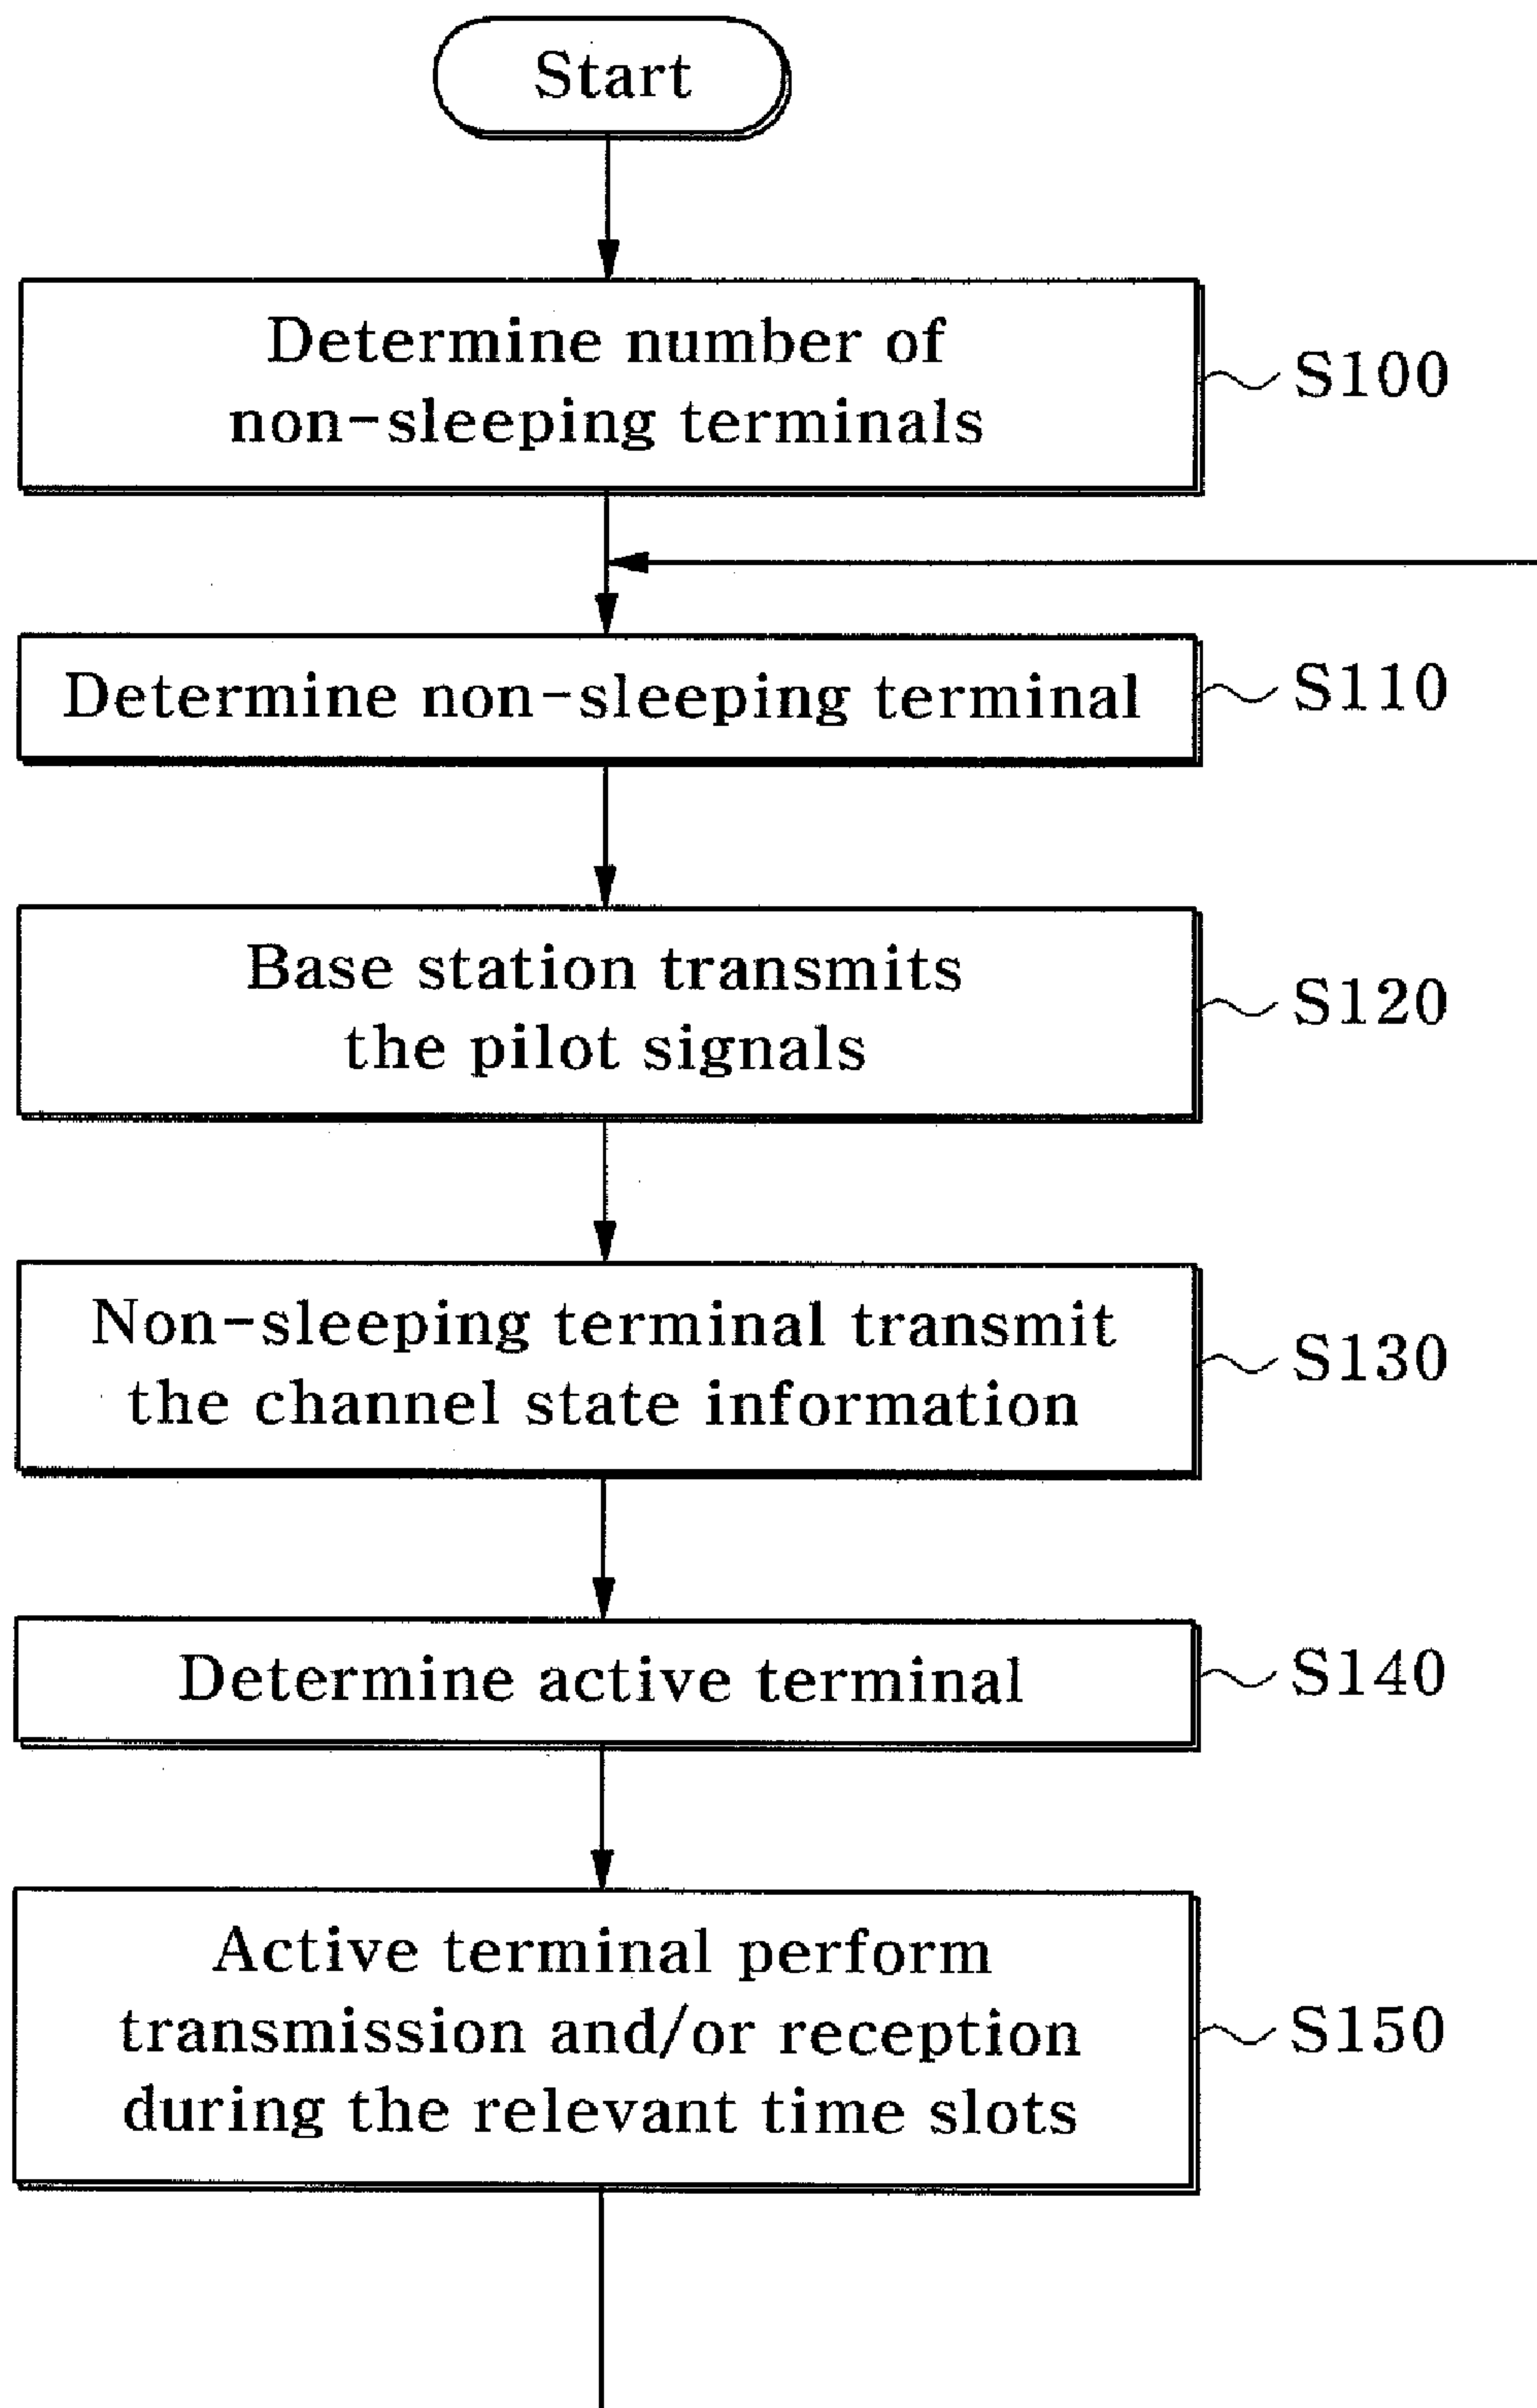 Start
Determine number of
non-sleeping terminals
S100
Determine non-sleeping terminal
S110
Base station transmits
the pilot signals
S120
Non-sleeping terminal transmit
the channel state information
S130
Determine active terminal
S140
Active terminal perform
transmission and/or reception
during the relevant time slots
S150